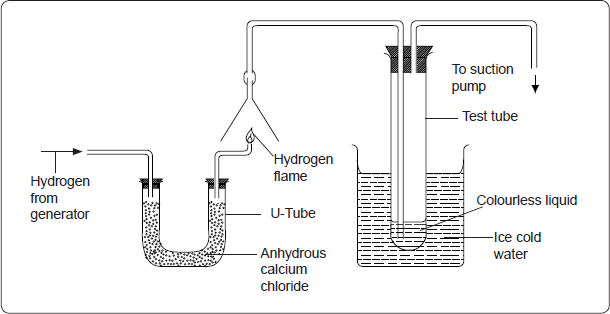 To suction
pump
Test tube
Hydrogen
flame
Hydrogen
from
generator
U-Tube
Colourless liquid
Anhydrous
calcium
chloride
Ice cold
water